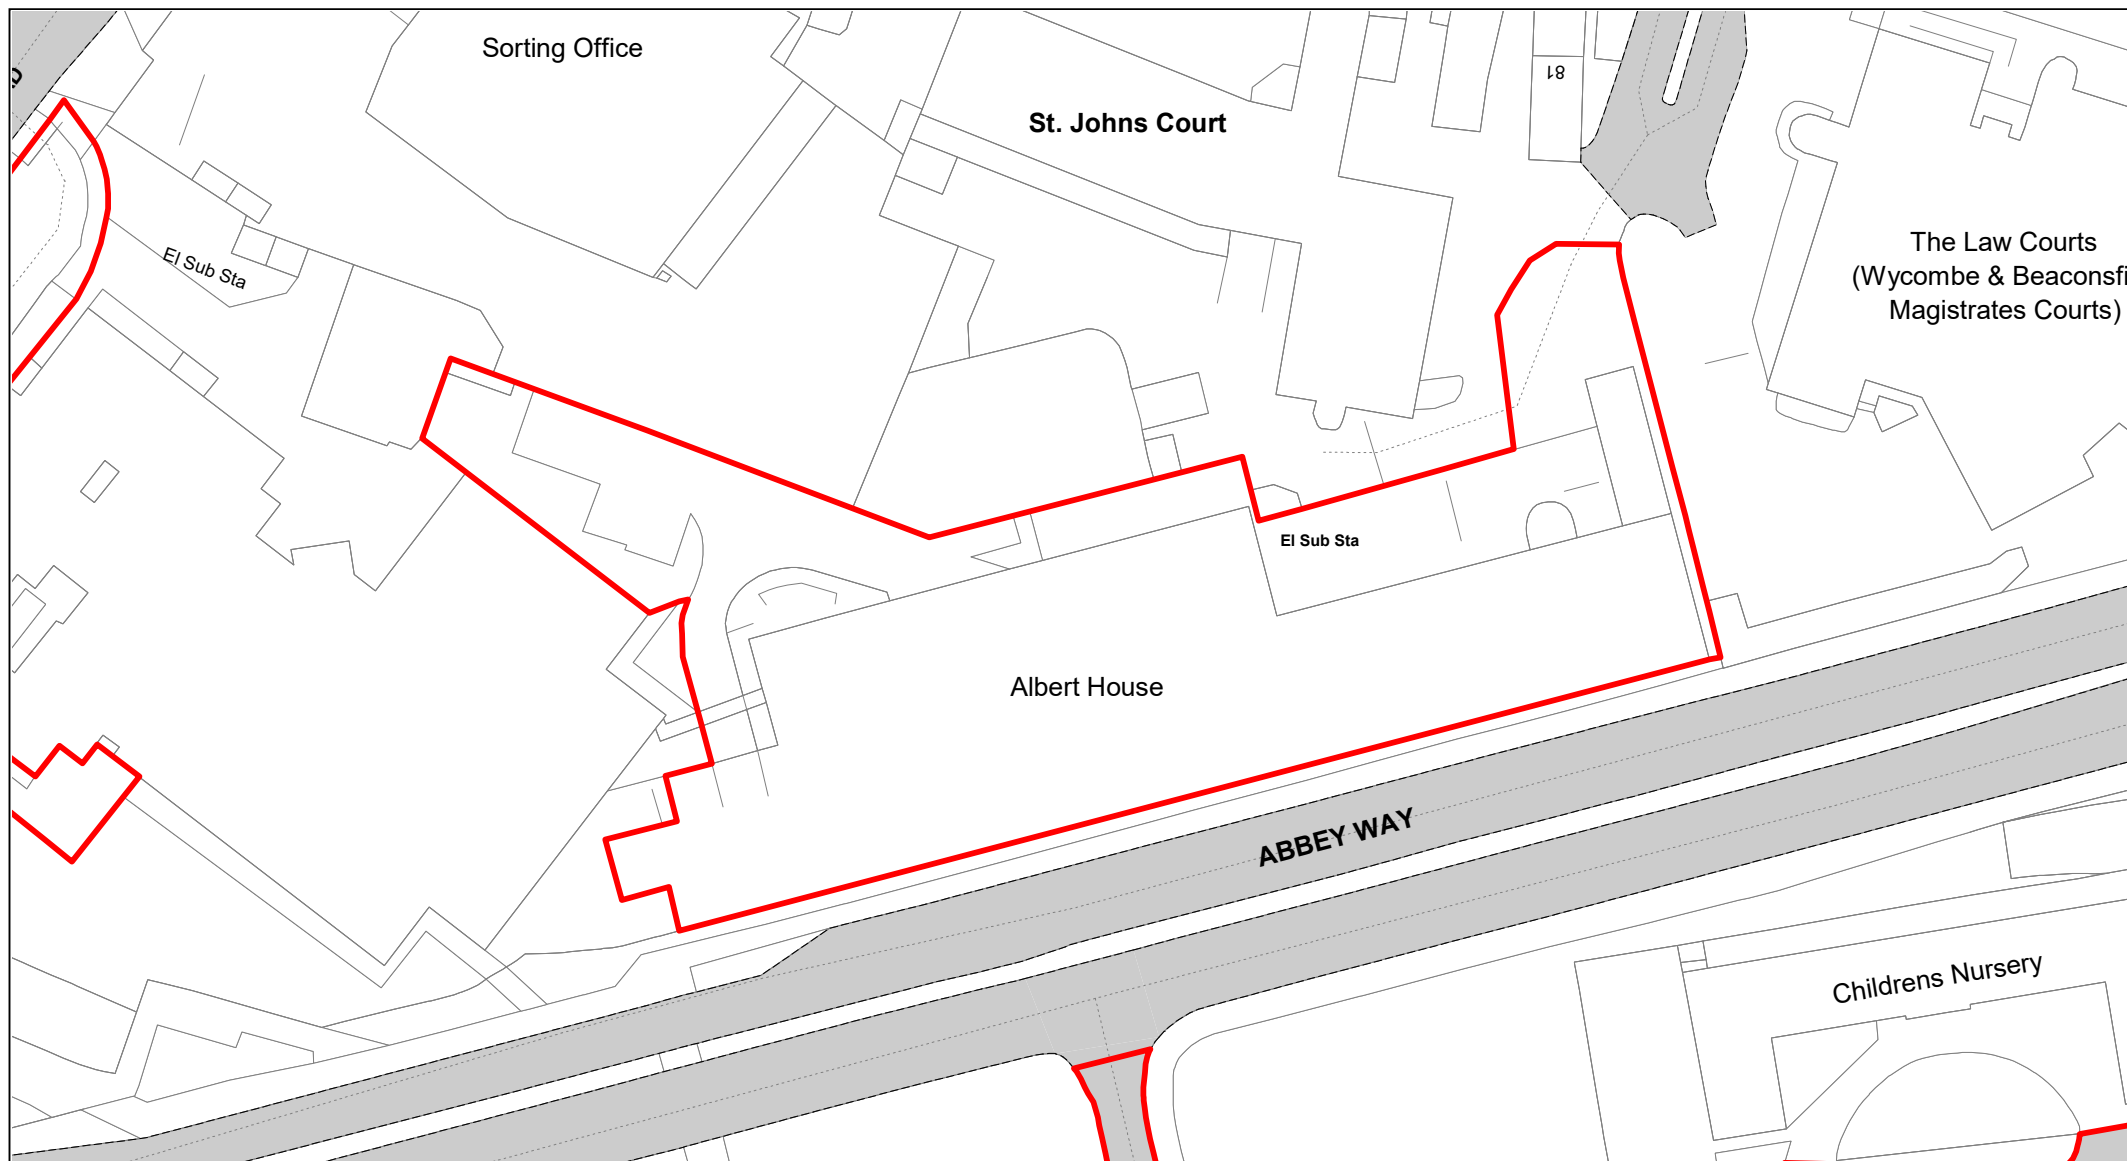 Sorting Office
81
St. Johns Court
The Law Courts
(Wycombe & Beaconsfi
Magistrates Courts)
El Sub Sta
El Sub Sta
Albert House
ABBEY WAY
Childrens Nursery